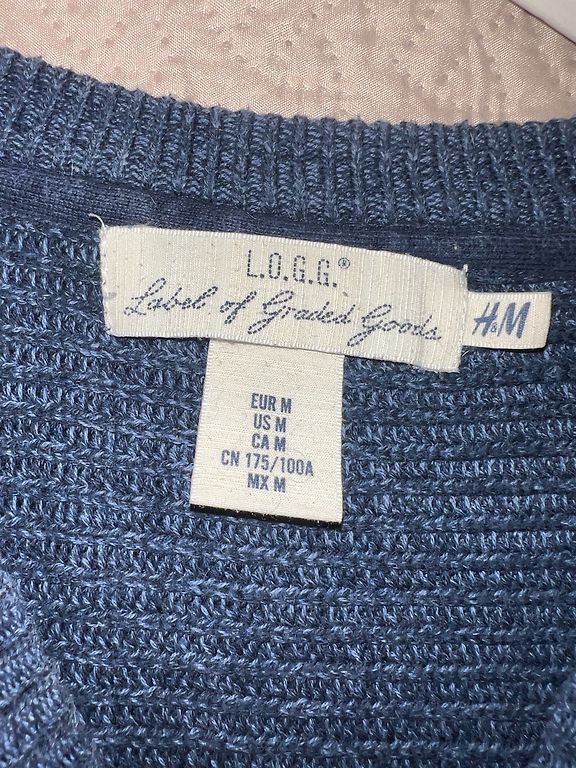 L.O.G.G.®
Label of Graded Goods
H&M
EUR M
US M
CA M
CN 175/100A
MX M